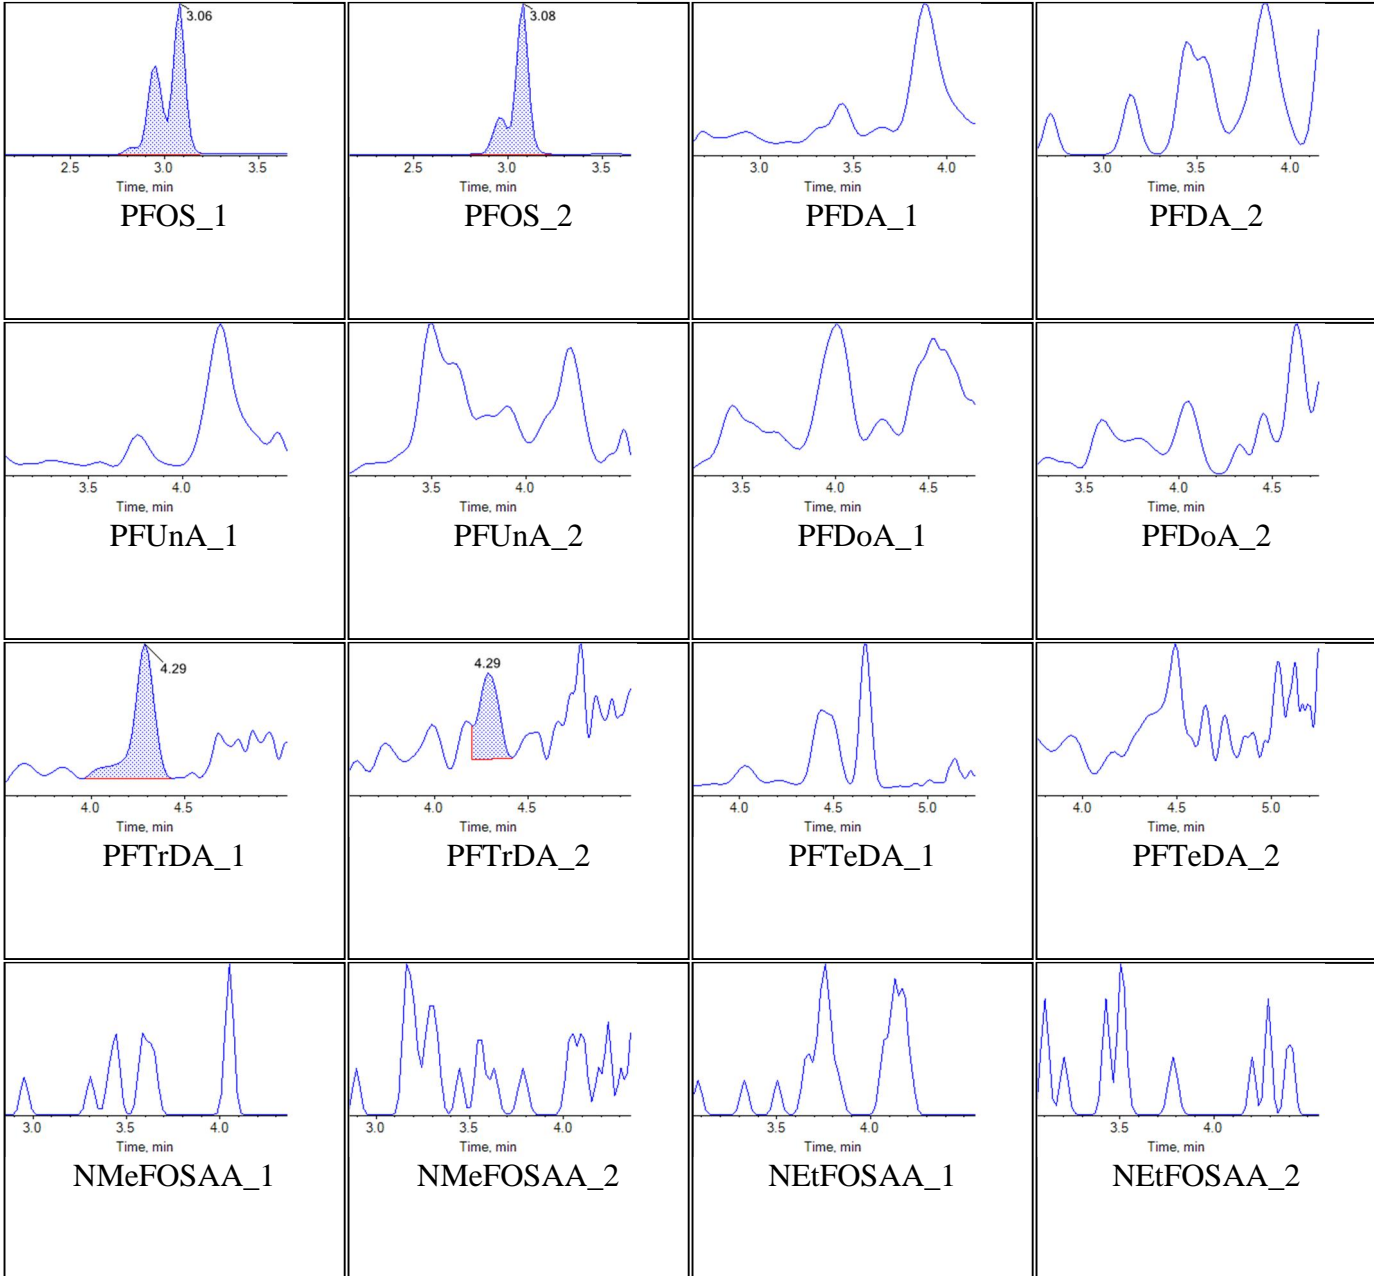 3.06
2.5 3.0 3.5
Time, min
PFOS_1
3.08
2.5 3.0 3.5
Time, min
PFOS_2
3.0 3.5 4.0
Time, min
PFDA_1
3.0 3.5 4.0
Time, min
PFDA_2
3.5 4.0
Time, min
PFUnA_1
3.5 4.0
Time, min
PFUnA_2
3.5 4.0 4.5
Time, min
PFDoA_1
3.5 4.0 4.5
Time, min
PFDoA_2
4.29
4.0 4.5
Time, min
PFTrDA_1
4.29
4.0 4.5
Time, min
PFTrDA_2
4.0 4.5 5.0
Time, min
PFTeDA_1
4.0 4.5 5.0
Time, min
PFTeDA_2
3.0 3.5 4.0
Time, min
NMeFOSAA_1
3.0 3.5 4.0
Time, min
NMeFOSAA_2
3.5 4.0
Time, min
NEtFOSAA_1
3.5 4.0
Time, min
NEtFOSAA_2